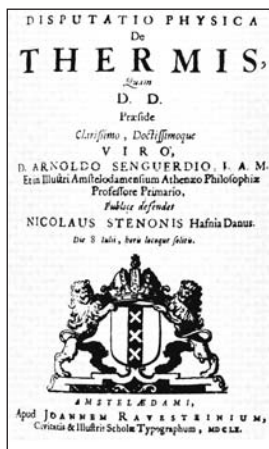 DISPUTATIO PHYSICA
De
THERMIS,
Quam
D. D.
Præside
Clarissimo, Doctissimoque
VIRO,
D. ARNOLDO SENGUERDIO, L. A. M.
Et in Illustri Amstelodamensium Athenæo Philosophiæ
Professore Primario,
Publice defendet
NICOLAUS STENONIS Hafnia Danus.
Die 8 Iulii, horis locoque solitis.
AMSTELÆDAMI,
Apud JOANNEM RAVESTEINIUM,
Civitatis & Illustris Scholæ Typographum, MDCLX.